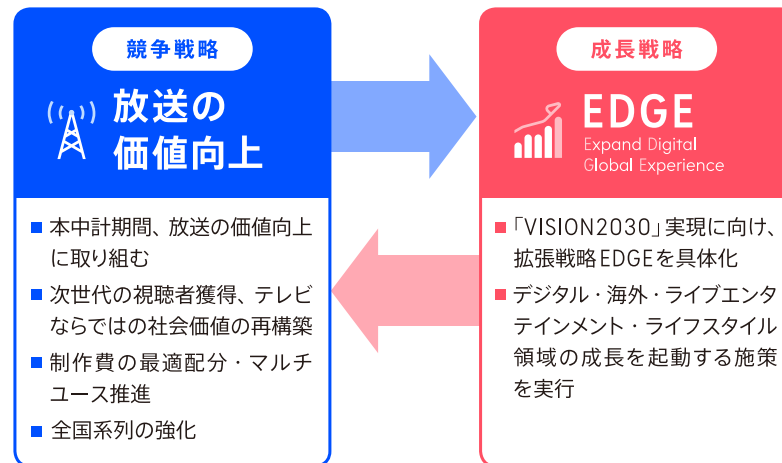 競争戦略
放送の
価値向上
■ 本中計期間、放送の価値向上
に取り組む
■ 次世代の視聴者獲得、テレビ
ならではの社会価値の再構築
■ 制作費の最適配分・マルチ
ユース推進
■ 全国系列の強化
成長戦略
EDGE
Expand Digital
Global Experience
■ 「VISION2030」実現に向け、
拡張戦略EDGEを具体化
■ デジタル・海外・ライブエンタ
テインメント・ライフスタイル
領域の成長を起動する施策
を実行